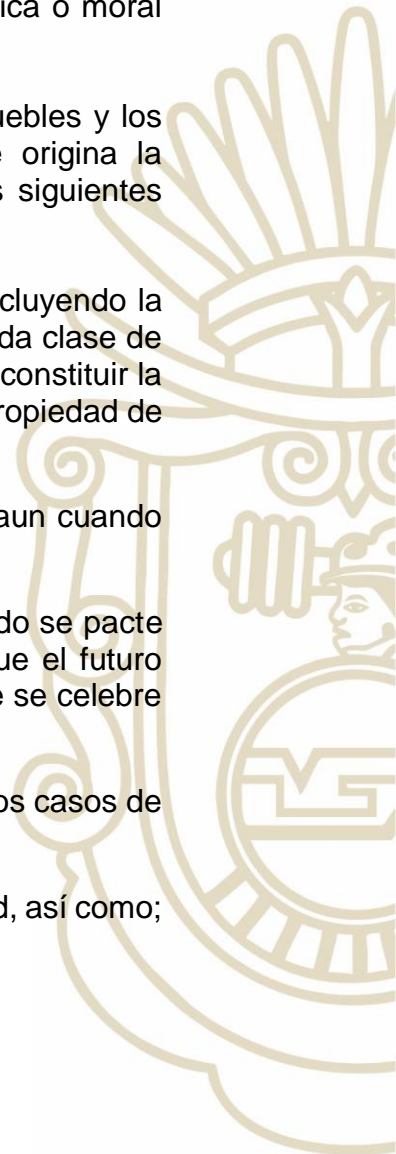 ica o moral
uebles y los
e origina la
s siguientes
cluyendo la
da clase de
constituir la
ropiedad de
aun cuando
do se pacte
ue el futuro
e se celebre
os casos de
d, así como;